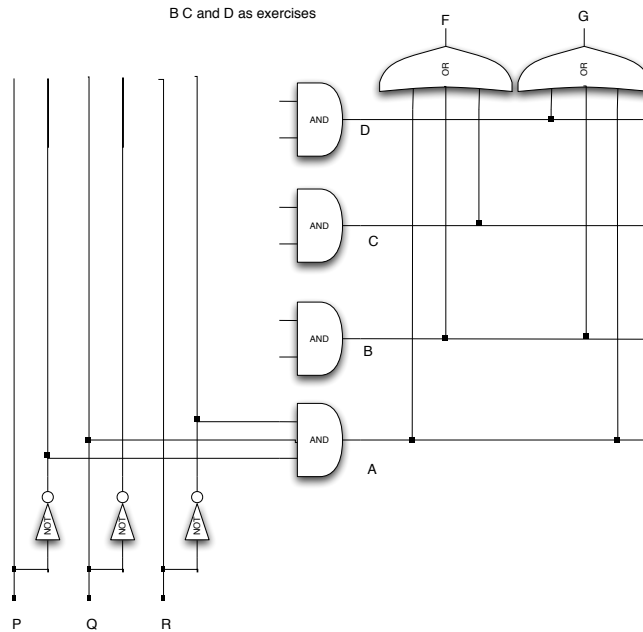 B C and D as exercises
F
G
OR
OR
AND
D
AND
C
AND
B
AND
A
NOT
NOT
NOT
P
Q
R